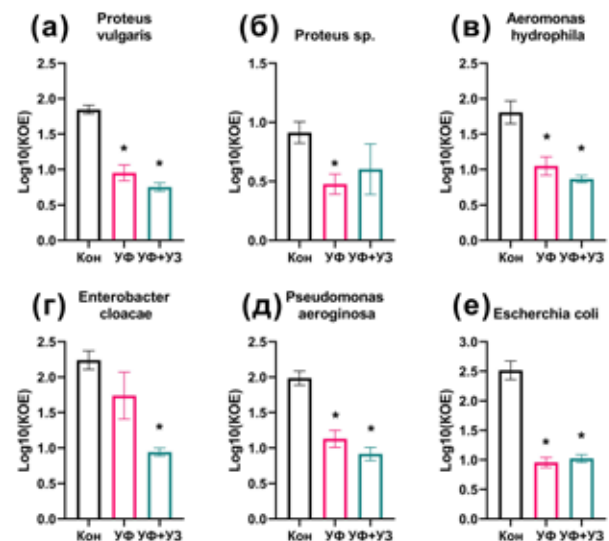 (а) Proteus vulgaris
Log10(КОЕ)
2.5
2.0
1.5
1.0
0.5
0.0
* *
Кон УФ УФ+УЗ
(б) Proteus sp.
Log10(КОЕ)
1.5
1.0
0.5
0.0
*
Кон УФ УФ+УЗ
(в) Aeromonas hydrophila
Log10(КОЕ)
2.5
2.0
1.5
1.0
0.5
0.0
* *
Кон УФ УФ+УЗ
(г) Enterobacter cloacae
Log10(КОЕ)
2.5
2.0
1.5
1.0
0.5
0.0
*
Кон УФ УФ+УЗ
(д) Pseudomonas aeroginosa
Log10(КОЕ)
2.5
2.0
1.5
1.0
0.5
0.0
* *
Кон УФ УФ+УЗ
(е) Escherchia coli
Log10(КОЕ)
3.0
2.5
2.0
1.5
1.0
0.5
0.0
* *
Кон УФ УФ+УЗ